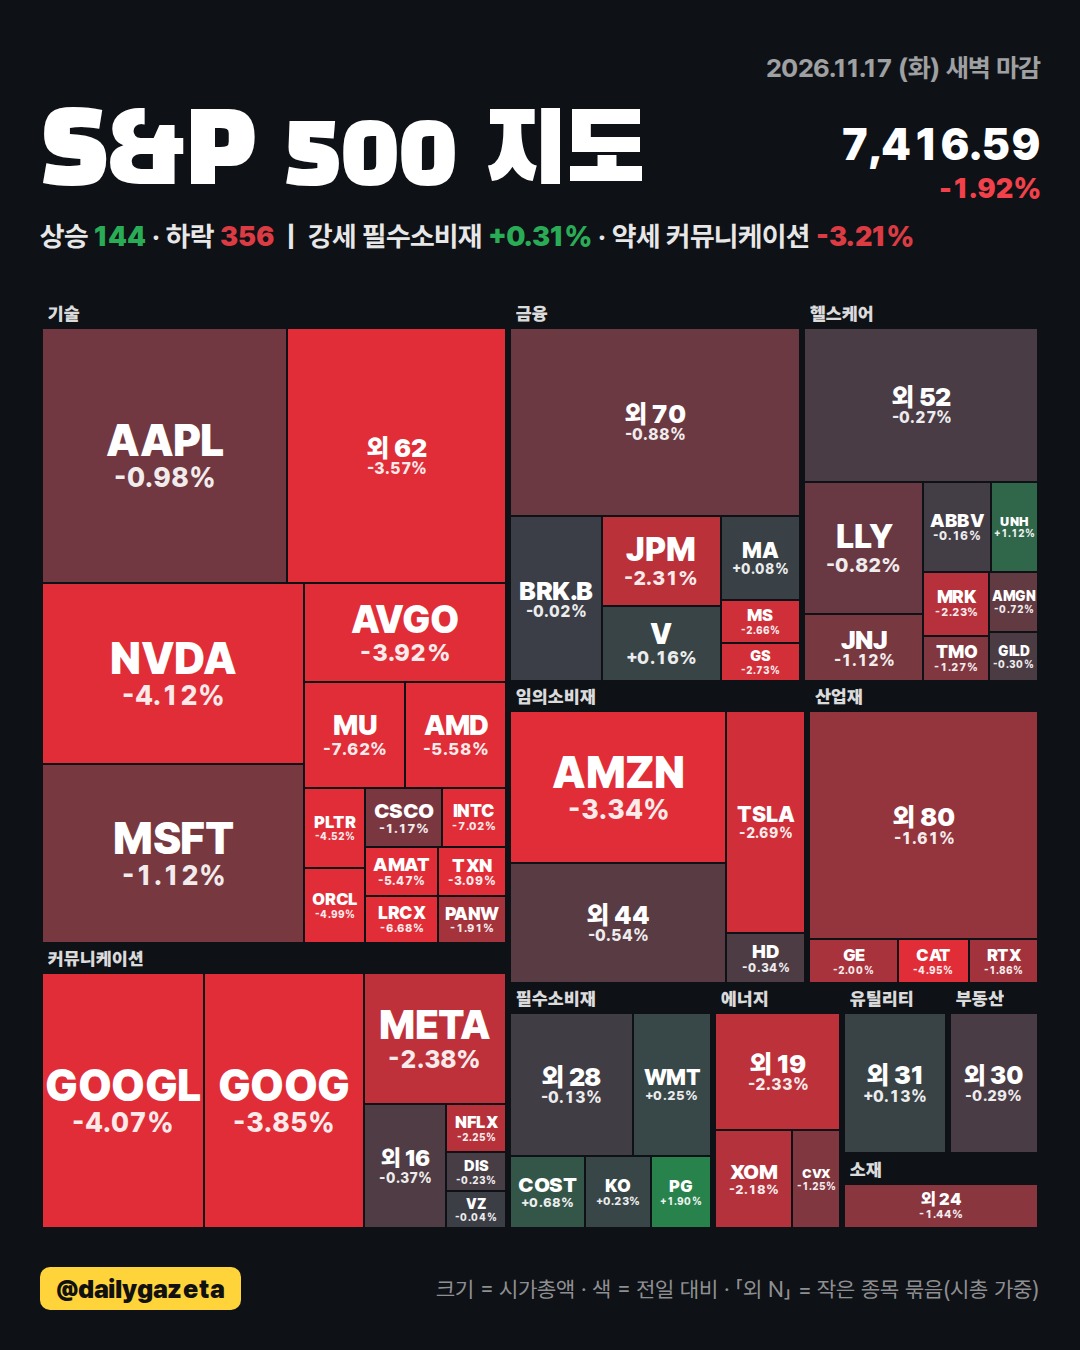 2026.11.17 (화) 새벽 마감
S&P 500 지도
7,416.59
-1.92%
상승 144 · 하락 356 | 강세 필수소비재 +0.31% · 약세 커뮤니케이션 -3.21%
기술
AAPL
-0.98%
외 62
-3.57%
NVDA
-4.12%
AVGO
-3.92%
MU
-7.62%
AMD
-5.58%
MSFT
-1.12%
PLTR
-4.52%
CSCO
-1.17%
INTC
-7.02%
AMAT
-5.47%
TXN
-3.09%
ORCL
-4.99%
LRCX
-6.68%
PANW
-1.91%
금융
외 70
-0.88%
BRK.B
-0.02%
JPM
-2.31%
MA
+0.08%
V
+0.16%
MS
-2.66%
GS
-2.73%
헬스케어
외 52
-0.27%
LLY
-0.82%
ABBV
-0.16%
UNH
+1.12%
MRK
-2.23%
AMGN
-0.72%
JNJ
-1.12%
TMO
-1.27%
GILD
-0.30%
임의소비재
AMZN
-3.34%
TSLA
-2.69%
외 44
-0.54%
HD
-0.34%
산업재
외 80
-1.61%
GE
-2.00%
CAT
-4.95%
RTX
-1.86%
커뮤니케이션
GOOGL
-4.07%
GOOG
-3.85%
META
-2.38%
외 16
-0.37%
NFLX
-2.25%
DIS
-0.23%
VZ
-0.04%
필수소비재
외 28
-0.13%
WMT
+0.25%
COST
+0.68%
KO
+0.23%
PG
+1.90%
에너지
외 19
-2.33%
XOM
-2.18%
CVX
-1.25%
유틸리티
외 31
+0.13%
부동산
외 30
-0.29%
소재
외 24
-1.44%
@dailygazeta
크기 = 시가총액 · 색 = 전일 대비 · 「외 N」 = 작은 종목 묶음(시총 가중)